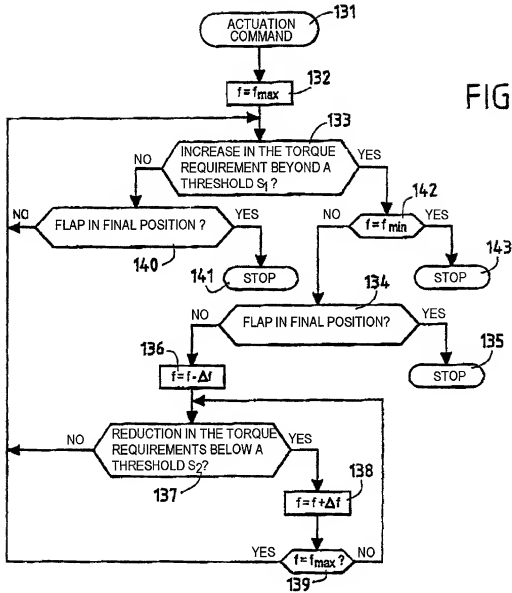 ACTUATION
COMMAND
131
f = fmax
132
FIG
133
INCREASE IN THE TORQUE
REQUIREMENT BEYOND A
THRESHOLD S1?
NO
YES
142
NO
FLAP IN FINAL POSITION ?
YES
140
NO
f = fmin
YES
141
STOP
143
STOP
134
NO
FLAP IN FINAL POSITION?
YES
136
f = f - Δf
135
STOP
NO
REDUCTION IN THE TORQUE
REQUIREMENTS BELOW A
THRESHOLD S2?
YES
137
138
f = f + Δf
YES
f = fmax ?
NO
139